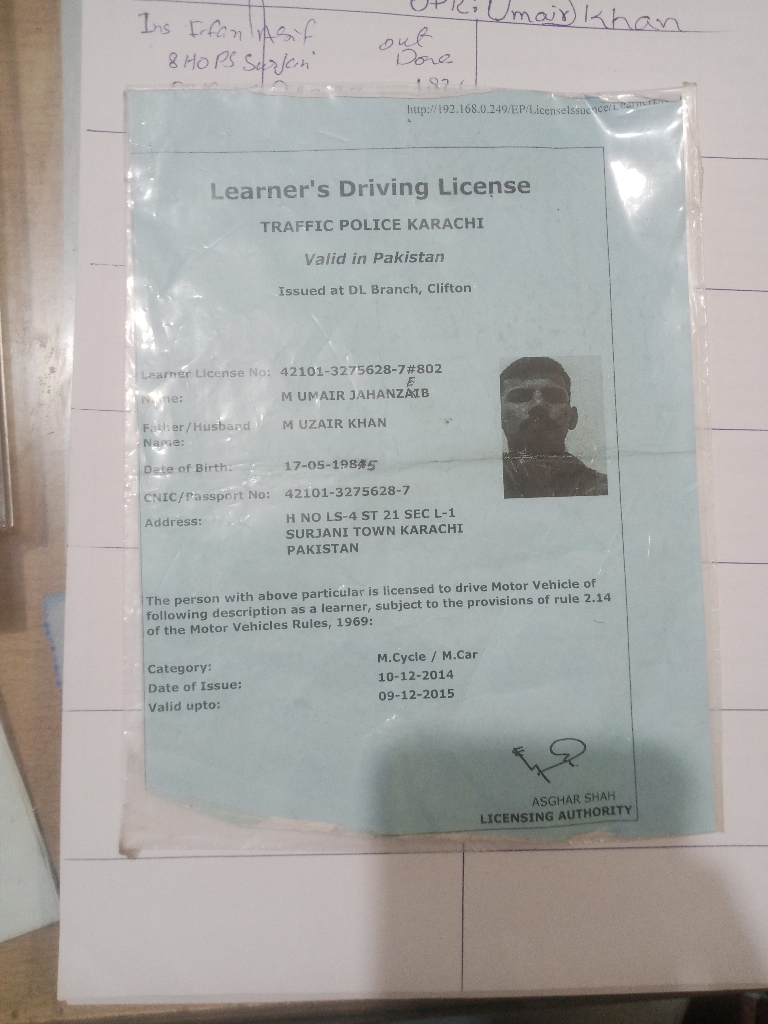 OPR: Umair Khan
Ins Irfan Asif out
SHO PS Surjani Done
http://192.168.0.249/EP/LicenseIssuence/
Learner's Driving License
TRAFFIC POLICE KARACHI
Valid in Pakistan
Issued at DL Branch, Clifton
Learner License No: 42101-3275628-7#802
E
Name: M UMAIR JAHANZAIB
Father/Husband M UZAIR KHAN
Name:
Date of Birth: 17-05-1985
CNIC/Passport No: 42101-3275628-7
Address: H NO LS-4 ST 21 SEC L-1
SURJANI TOWN KARACHI
PAKISTAN
The person with above particular is licensed to drive Motor Vehicle of
following description as a learner, subject to the provisions of rule 2.14
of the Motor Vehicles Rules, 1969:
Category: M.Cycle / M.Car
Date of Issue: 10-12-2014
Valid upto: 09-12-2015
ASGHAR SHAH
LICENSING AUTHORITY